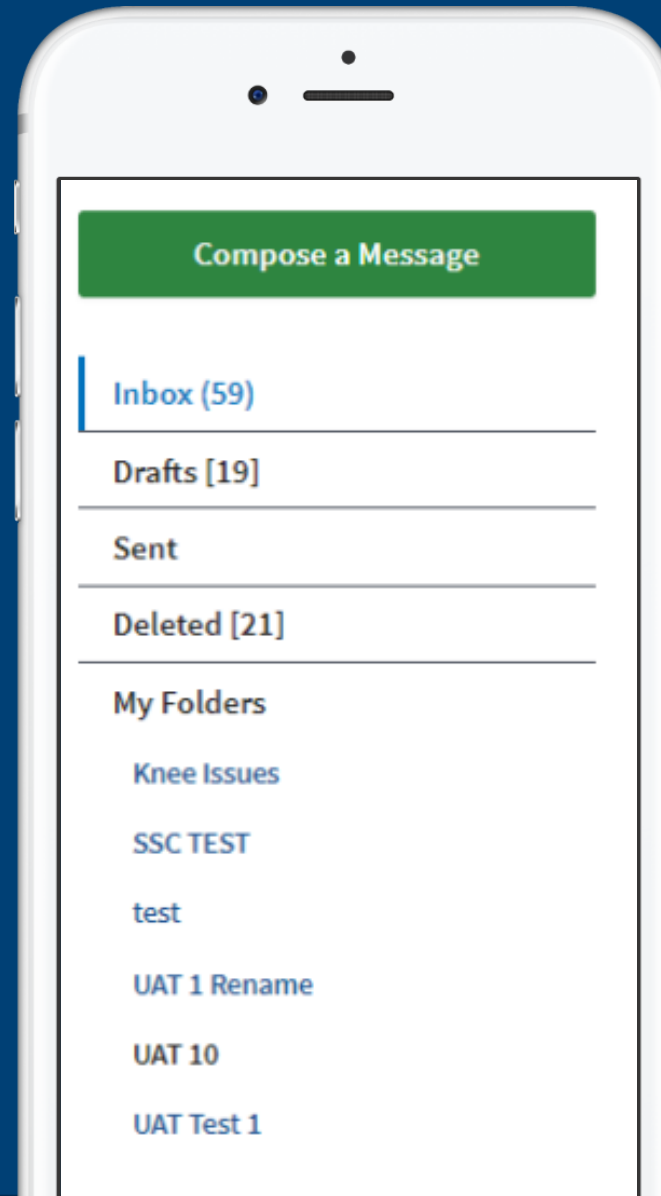 Compose a Message
Inbox (59)
Drafts [19]
Sent
Deleted [21]
My Folders
Knee Issues
SSC TEST
test
UAT 1 Rename
UAT 10
UAT Test 1